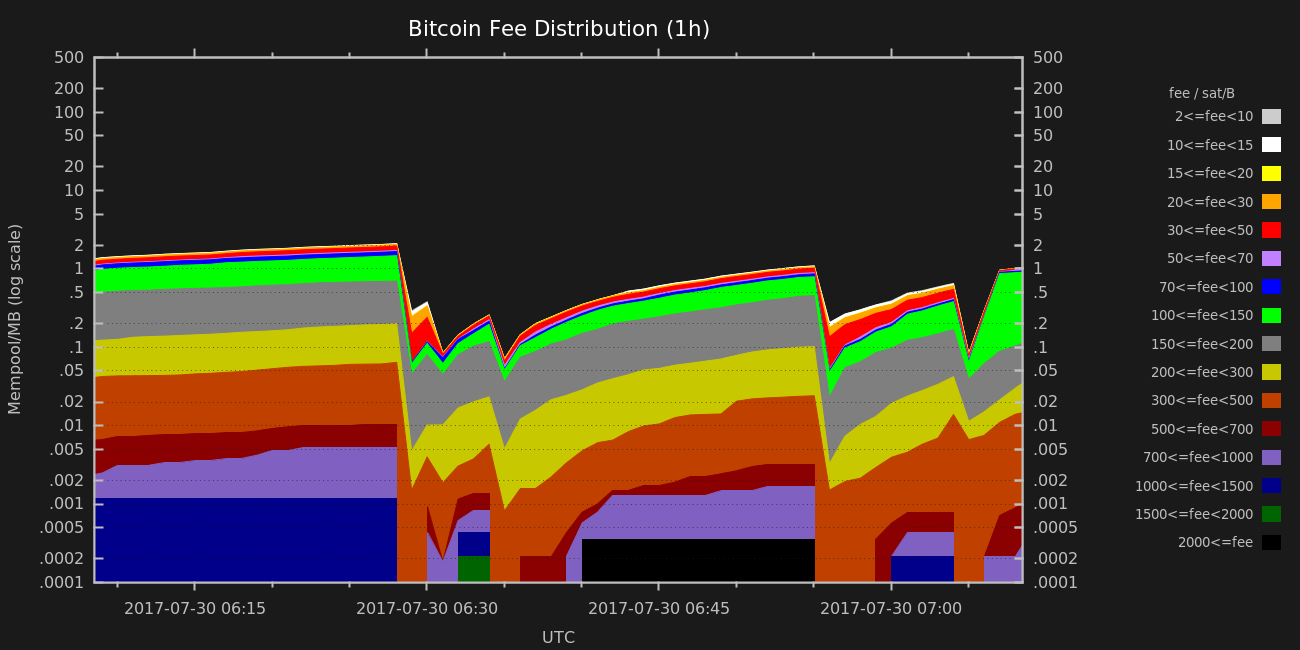 Bitcoin Fee Distribution (1h)
Mempool/MB (log scale)
500
200
100
50
20
10
5
2
1
.5
.2
.1
.05
.02
.01
.005
.002
.001
.0005
.0002
.0001
500
200
100
50
20
10
5
2
1
.5
.2
.1
.05
.02
.01
.005
.002
.001
.0005
.0002
.0001
2017-07-30 06:15
2017-07-30 06:30
2017-07-30 06:45
2017-07-30 07:00
UTC
fee / sat/B
2<=fee<10
10<=fee<15
15<=fee<20
20<=fee<30
30<=fee<50
50<=fee<70
70<=fee<100
100<=fee<150
150<=fee<200
200<=fee<300
300<=fee<500
500<=fee<700
700<=fee<1000
1000<=fee<1500
1500<=fee<2000
2000<=fee